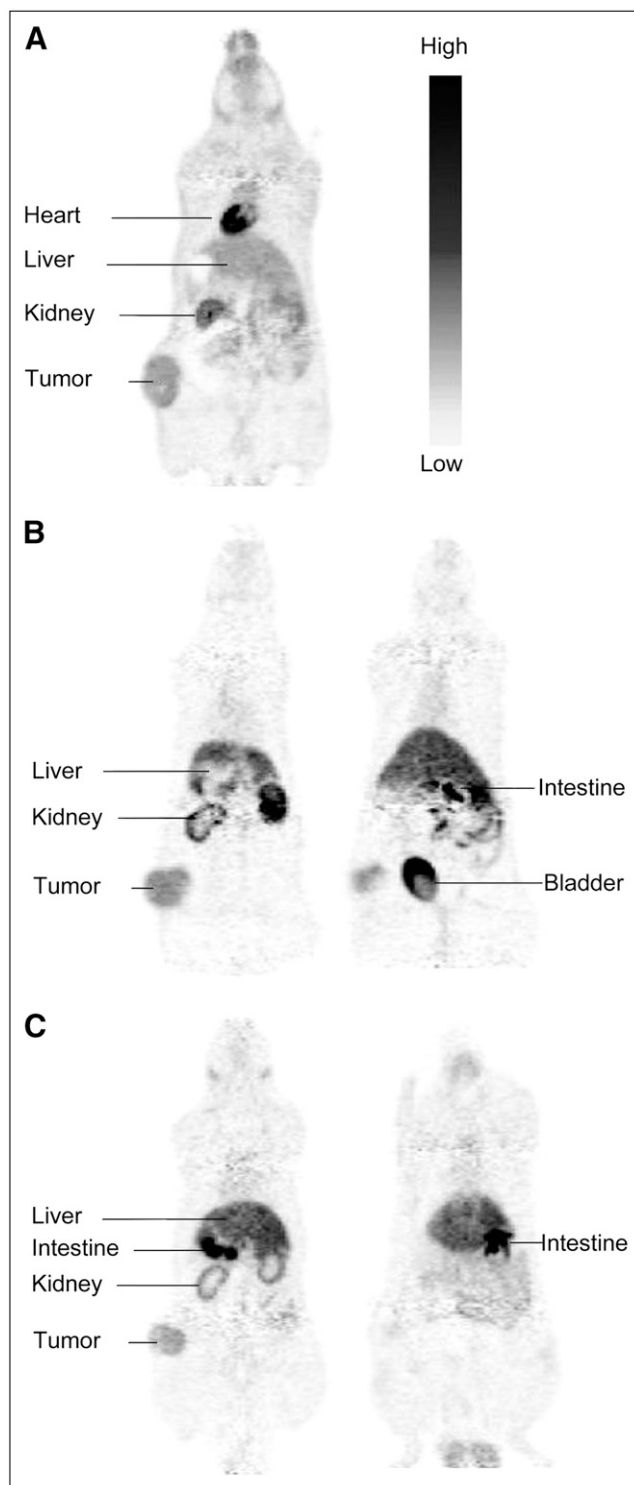 A
High
Heart
Liver
Kidney
Tumor
Low
B
Liver
Intestine
Kidney
Tumor
Bladder
C
Liver
Intestine
Intestine
Kidney
Tumor